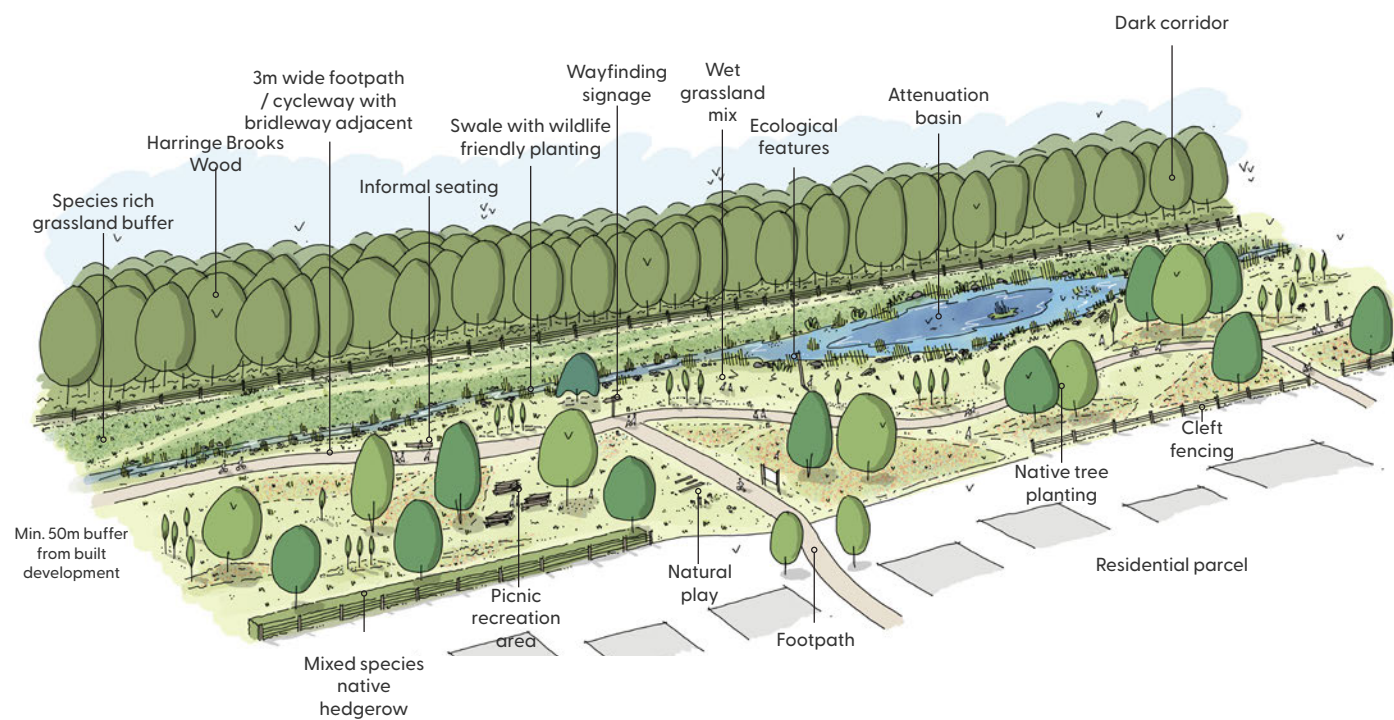 Dark corridor
Wayfinding
signage
Wet
grassland
mix
3m wide footpath
/ cycleway with
bridleway adjacent
Attenuation
basin
Swale with wildlife
friendly planting
Ecological
features
Harringe Brooks
Wood
Informal seating
Species rich
grassland buffer
Cleft
fencing
Native tree
planting
Min. 50m buffer
from built
development
Residential parcel
Natural
play
Picnic
recreation
area
Footpath
Mixed species
native
hedgerow